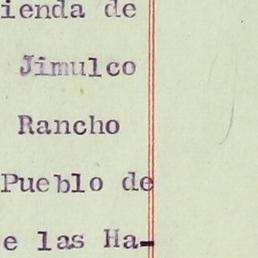 ienda de
Jimulco
Rancho
Pueblo de
e las Ha-